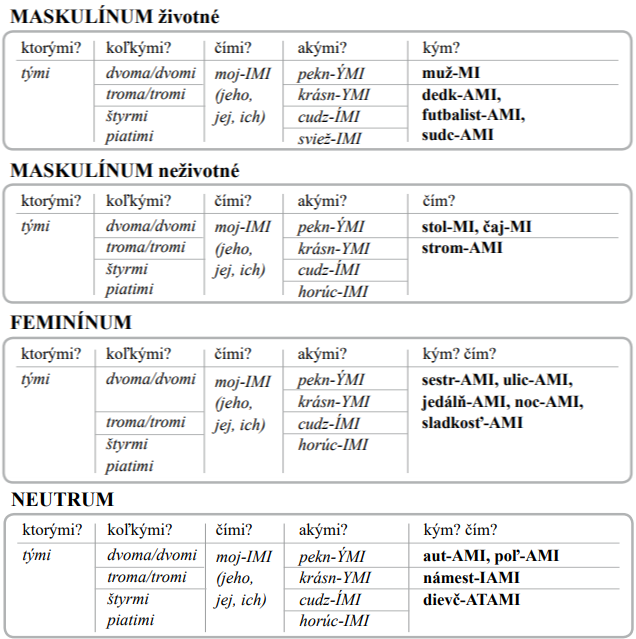 MASKULÍNUM životné
ktorými? koľkými? čími? akými? kým?
tými dvoma/dvomi moj-IMI pekn-ÝMI muž-MI
troma/tromi (jeho, krásn-YMI dedk-AMI,
štyrmi jej, ich) cudz-ÍMI futbalist-AMI,
piatimi sviež-IMI sudc-AMI
MASKULÍNUM neživotné
ktorými? koľkými? čími? akými? čím?
tými dvoma/dvomi moj-IMI pekn-ÝMI stol-MI, čaj-MI
troma/tromi (jeho, krásn-YMI strom-AMI
štyrmi jej, ich) cudz-ÍMI
piatimi horúc-IMI
FEMINÍNUM
ktorými? koľkými? čími? akými? kým? čím?
tými dvoma/dvomi moj-IMI pekn-ÝMI sestr-AMI, ulic-AMI,
(jeho, krásn-YMI jedálň-AMI, noc-AMI,
troma/tromi jej, ich) cudz-ÍMI sladkosť-AMI
štyrmi horúc-IMI
piatimi
NEUTRUM
ktorými? koľkými? čími? akými? kým? čím?
tými dvoma/dvomi moj-IMI pekn-ÝMI aut-AMI, poľ-AMI
troma/tromi (jeho, krásn-YMI námest-IAMI
štyrmi jej, ich) cudz-ÍMI dievč-ATAMI
piatimi horúc-IMI